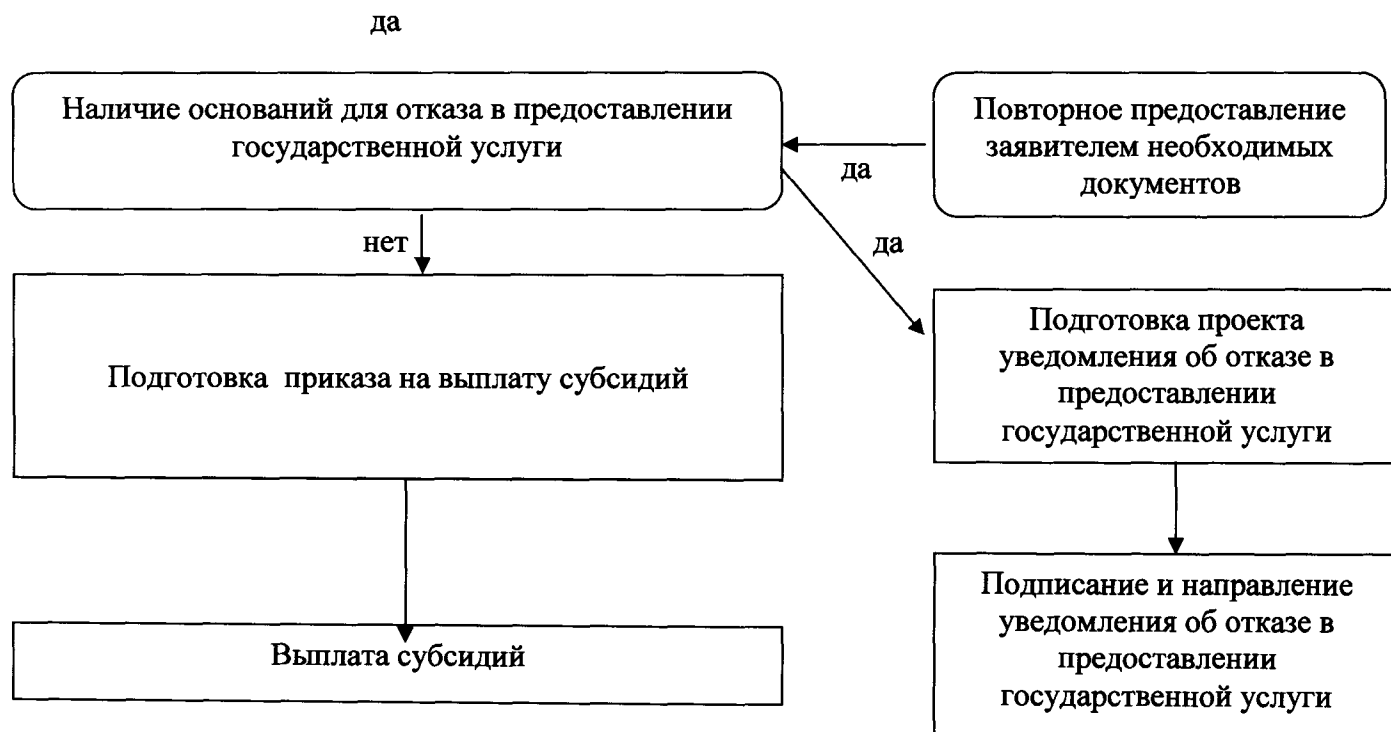 да
Наличие оснований для отказа в предоставлении
государственной услуги
Повторное предоставление
заявителем необходимых
документов
да
да
нет
Подготовка приказа на выплату субсидий
Подготовка проекта
уведомления об отказе в
предоставлении
государственной услуги
Выплата субсидий
Подписание и направление
уведомления об отказе в
предоставлении
государственной услуги